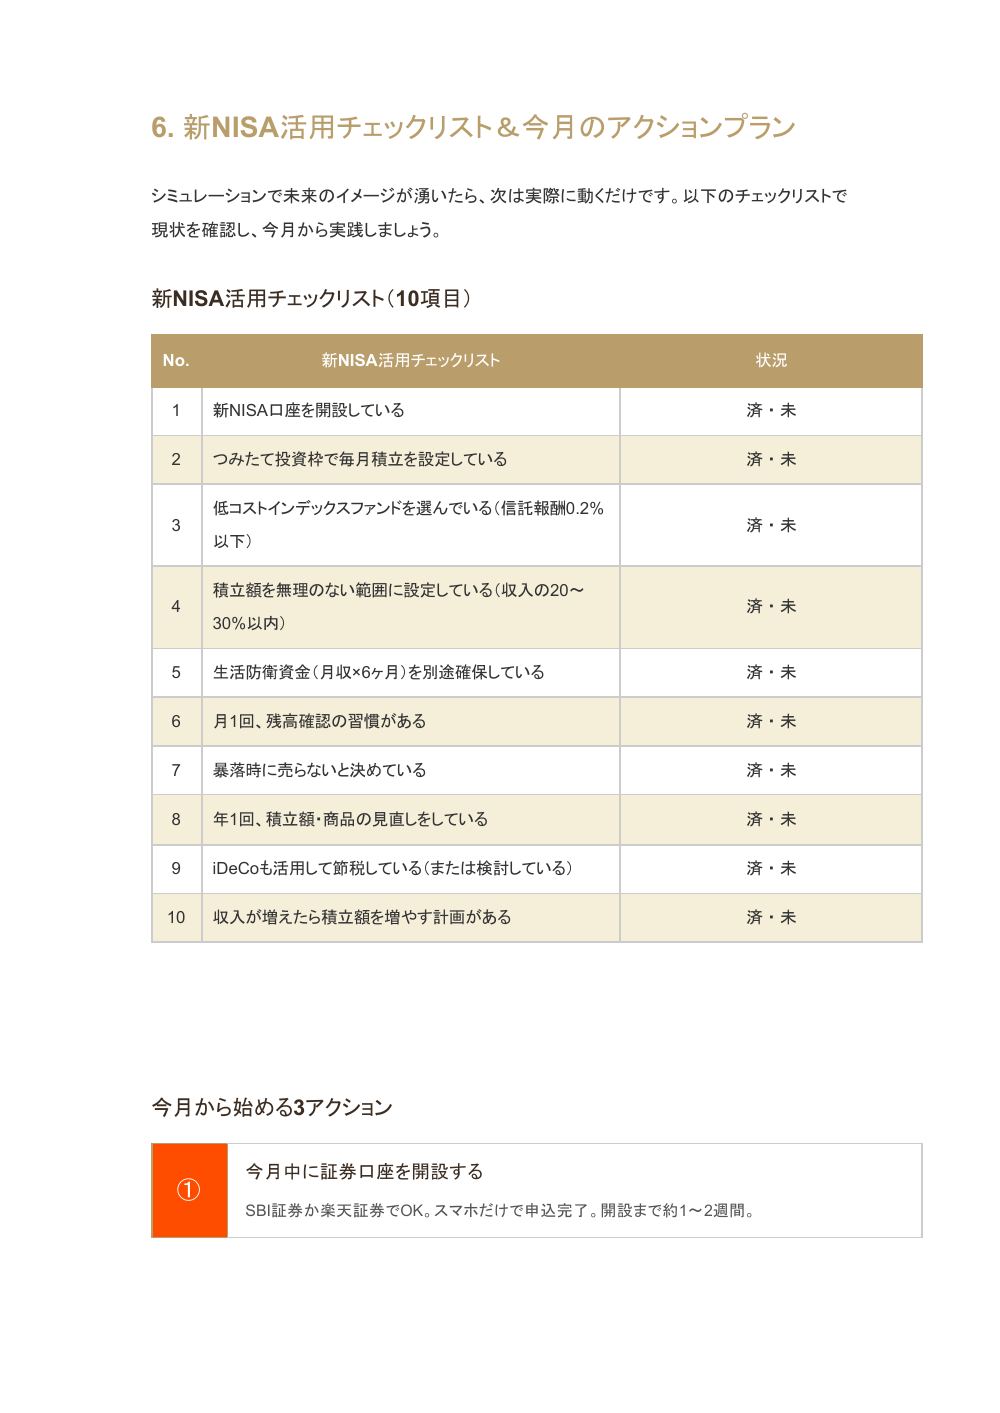 6. 新NISA活用チェックリスト＆今月のアクションプラン
シミュレーションで未来のイメージが湧いたら、次は実際に動くだけです。以下のチェックリストで
現状を確認し、今月から実践しましょう。
新NISA活用チェックリスト（10項目）
No. 新NISA活用チェックリスト 状況
1 新NISA口座を開設している 済・未
2 つみたて投資枠で毎月積立を設定している 済・未
3 低コストインデックスファンドを選んでいる（信託報酬0.2%
以下） 済・未
4 積立額を無理のない範囲に設定している（収入の20〜
30%以内） 済・未
5 生活防衛資金（月収×6ヶ月）を別途確保している 済・未
6 月1回、残高確認の習慣がある 済・未
7 暴落時に売らないと決めている 済・未
8 年1回、積立額・商品の見直しをしている 済・未
9 iDeCoも活用して節税している（または検討している） 済・未
10 収入が増えたら積立額を増やす計画がある 済・未
今月から始める3アクション
① 今月中に証券口座を開設する
SBI証券か楽天証券でOK。スマホだけで申込完了。開設まで約1〜2週間。